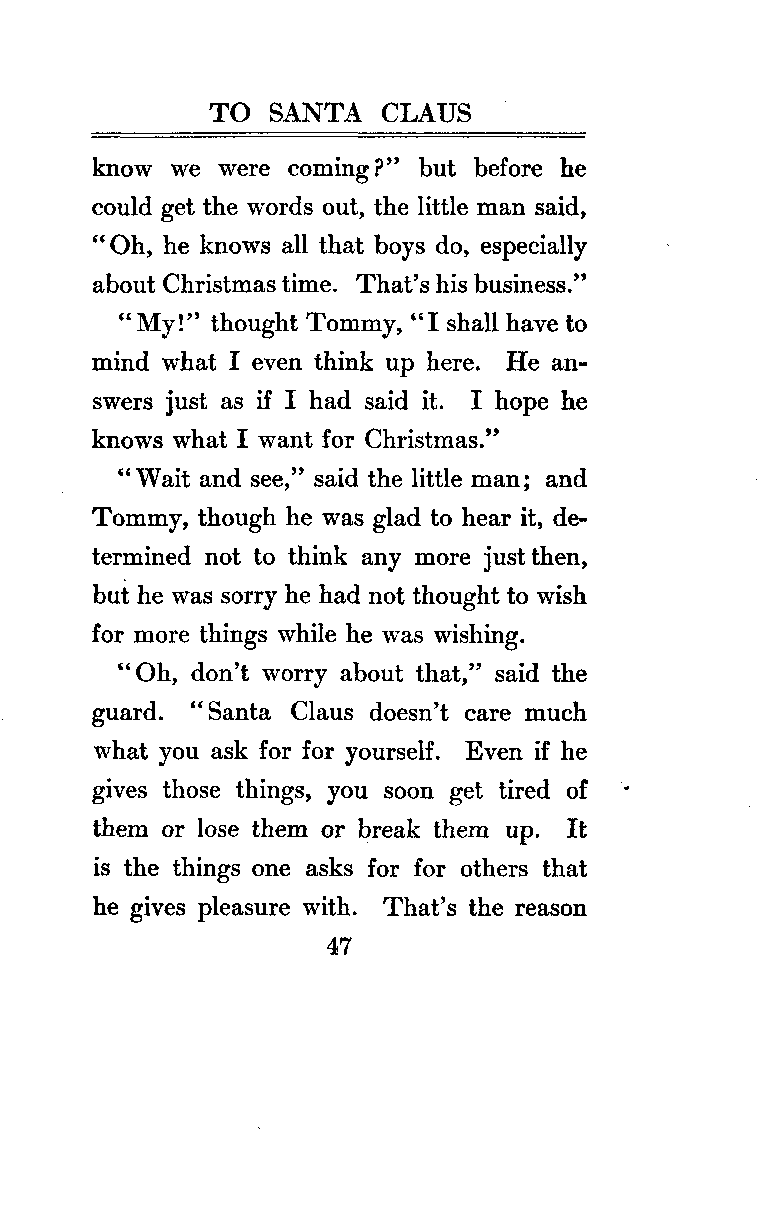 TO SANTA CLAUS
know we were coming?" but before he
could get the words out, the little man said,
"Oh, he knows all that boys do, especially
about Christmas time. That's his business."
"My!" thought Tommy, "I shall have to
mind what I even think up here. He an-
swers just as if I had said it. I hope he
knows what I want for Christmas."
"Wait and see," said the little man; and
Tommy, though he was glad to hear it, de-
termined not to think any more just then,
but he was sorry he had not thought to wish
for more things while he was wishing.
"Oh, don't worry about that," said the
guard. "Santa Claus doesn't care much
what you ask for for yourself. Even if he
gives those things, you soon get tired of
them or lose them or break them up. It
is the things one asks for for others that
he gives pleasure with. That's the reason
47